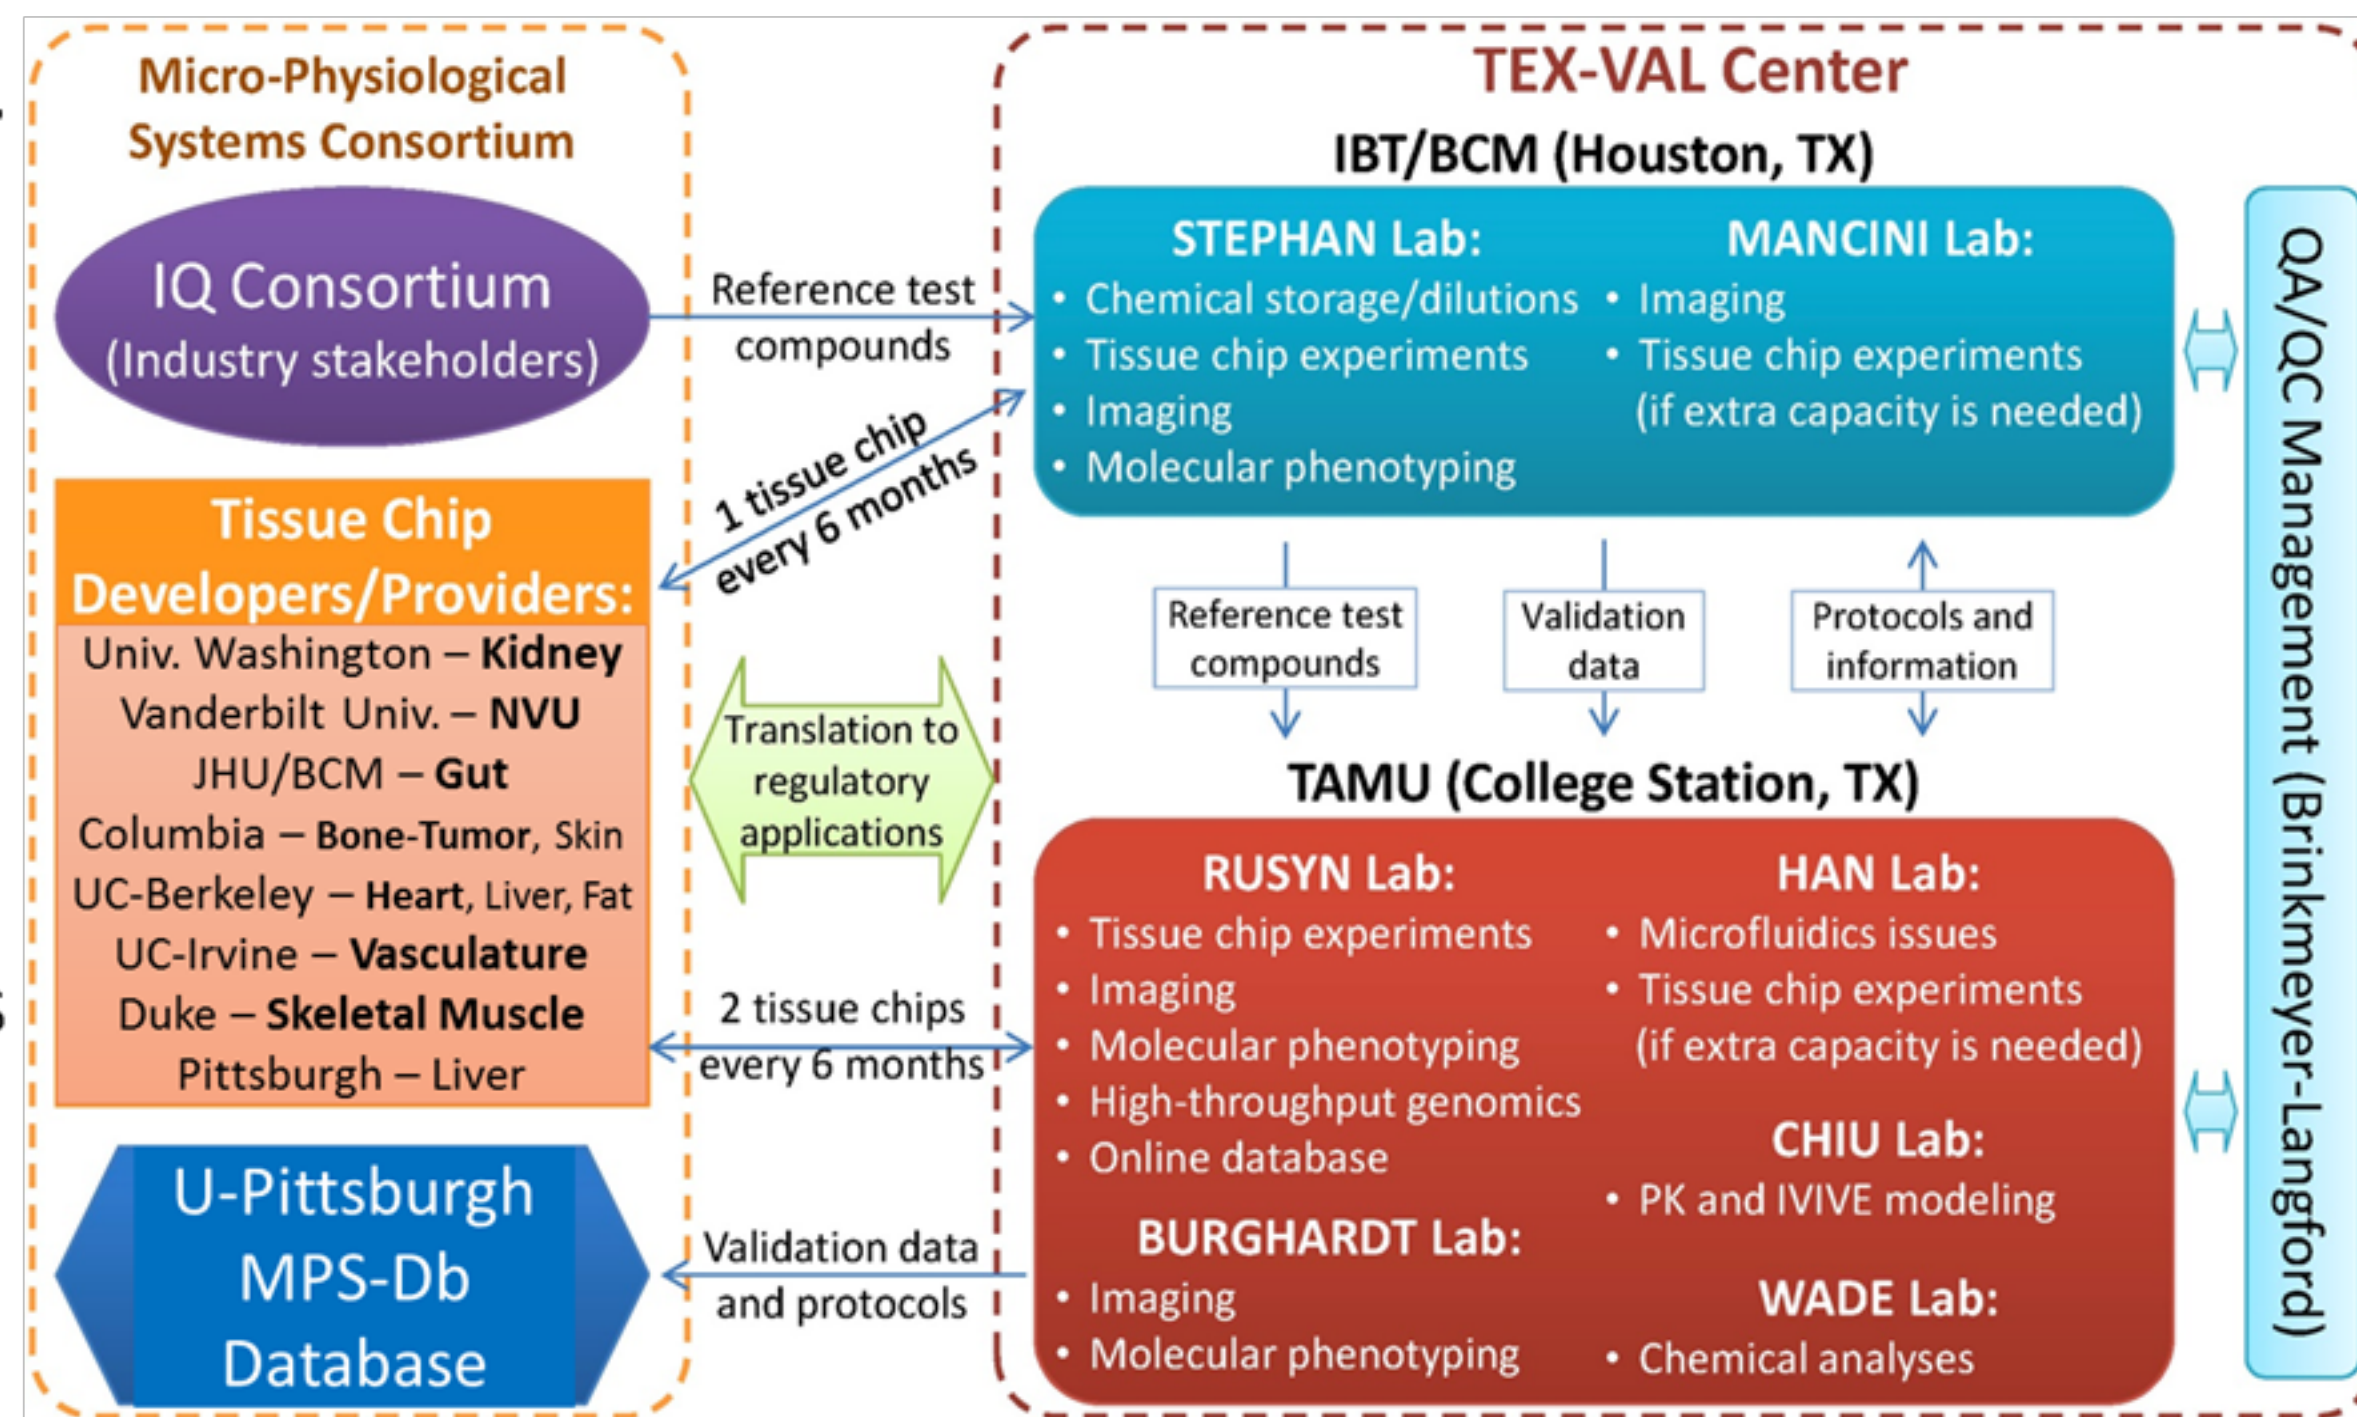 Micro-Physiological
Systems Consortium
IQ Consortium
(Industry stakeholders)
Tissue Chip
Developers/Providers:
Univ. Washington – Kidney
Vanderbilt Univ. – NVU
JHU/BCM – Gut
Columbia – Bone-Tumor, Skin
UC-Berkeley – Heart, Liver, Fat
UC-Irvine – Vasculature
Duke – Skeletal Muscle
Pittsburgh – Liver
U-Pittsburgh
MPS-Db
Database
Reference test
compounds
1 tissue chip
every 6 months
Translation to
regulatory
applications
2 tissue chips
every 6 months
Validation data
and protocols
TEX-VAL Center
IBT/BCM (Houston, TX)
STEPHAN Lab:
• Chemical storage/dilutions
• Tissue chip experiments
• Imaging
• Molecular phenotyping
MANCINI Lab:
• Imaging
• Tissue chip experiments
(if extra capacity is needed)
Reference test
compounds
Validation
data
Protocols and
information
TAMU (College Station, TX)
RUSYN Lab:
• Tissue chip experiments
• Imaging
• Molecular phenotyping
• High-throughput genomics
• Online database
BURGHARDT Lab:
• Imaging
• Molecular phenotyping
HAN Lab:
• Microfluidics issues
• Tissue chip experiments
(if extra capacity is needed)
CHIU Lab:
• PK and IVIVE modeling
WADE Lab:
• Chemical analyses
QA/QC Management (Brinkmeyer-Langford)